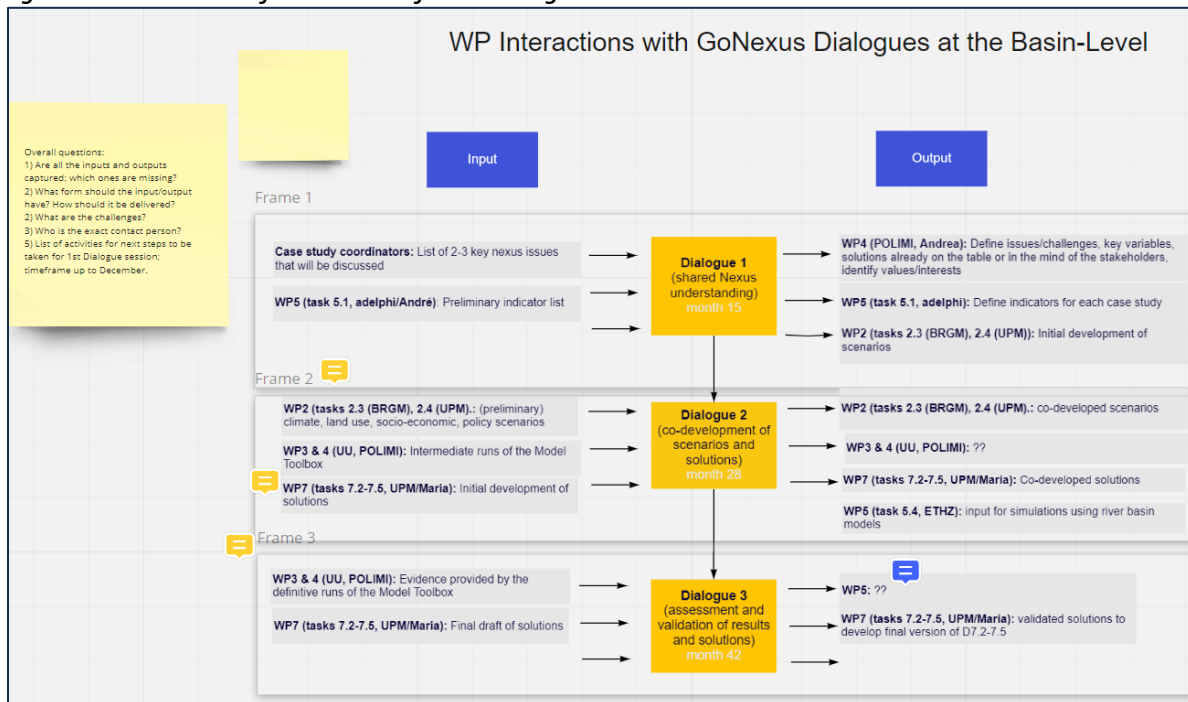 WP Interactions with GoNexus Dialogues at the Basin-Level
Overall questions:
1) Are all the inputs and outputs
captured; which ones are missing?
2) What form should the input/output
have? How should it be delivered?
2) What are the challenges?
3) Who is the exact contact person?
5) List of activities for next steps to be
taken for 1st Dialogue session;
timeframe up to December.
Input
Output
Frame 1
Case study coordinators: List of 2-3 key nexus issues
that will be discussed
WP5 (task 5.1, adelphi/André): Preliminary indicator list
Dialogue 1
(shared Nexus
understanding)
month 15
WP4 (POLIMI, Andrea): Define issues/challenges, key variables,
solutions already on the table or in the mind of the stakeholders,
identify values/interests
WP5 (task 5.1, adelphi): Define indicators for each case study
WP2 (tasks 2.3 (BRGM), 2.4 (UPM)): Initial development of
scenarios
Frame 2
WP2 (tasks 2.3 (BRGM), 2.4 (UPM).: (preliminary)
climate, land use, socio-economic, policy scenarios
WP3 & 4 (UU, POLIMI): Intermediate runs of the Model
Toolbox
WP7 (tasks 7.2-7.5, UPM/Maria): Initial development of
solutions
Dialogue 2
(co-development of
scenarios and
solutions)
month 28
WP2 (tasks 2.3 (BRGM), 2.4 (UPM).: co-developed scenarios
WP3 & 4 (UU, POLIMI): ??
WP7 (tasks 7.2-7.5, UPM/Maria): Co-developed solutions
WP5 (task 5.4, ETHZ): input for simulations using river basin
models
Frame 3
WP3 & 4 (UU, POLIMI): Evidence provided by the
definitive runs of the Model Toolbox
WP7 (tasks 7.2-7.5, UPM/Maria): Final draft of solutions
Dialogue 3
(assessment and
validation of results
and solutions)
month 42
WP5: ??
WP7 (tasks 7.2-7.5, UPM/Maria): validated solutions to
develop final version of D7.2-7.5